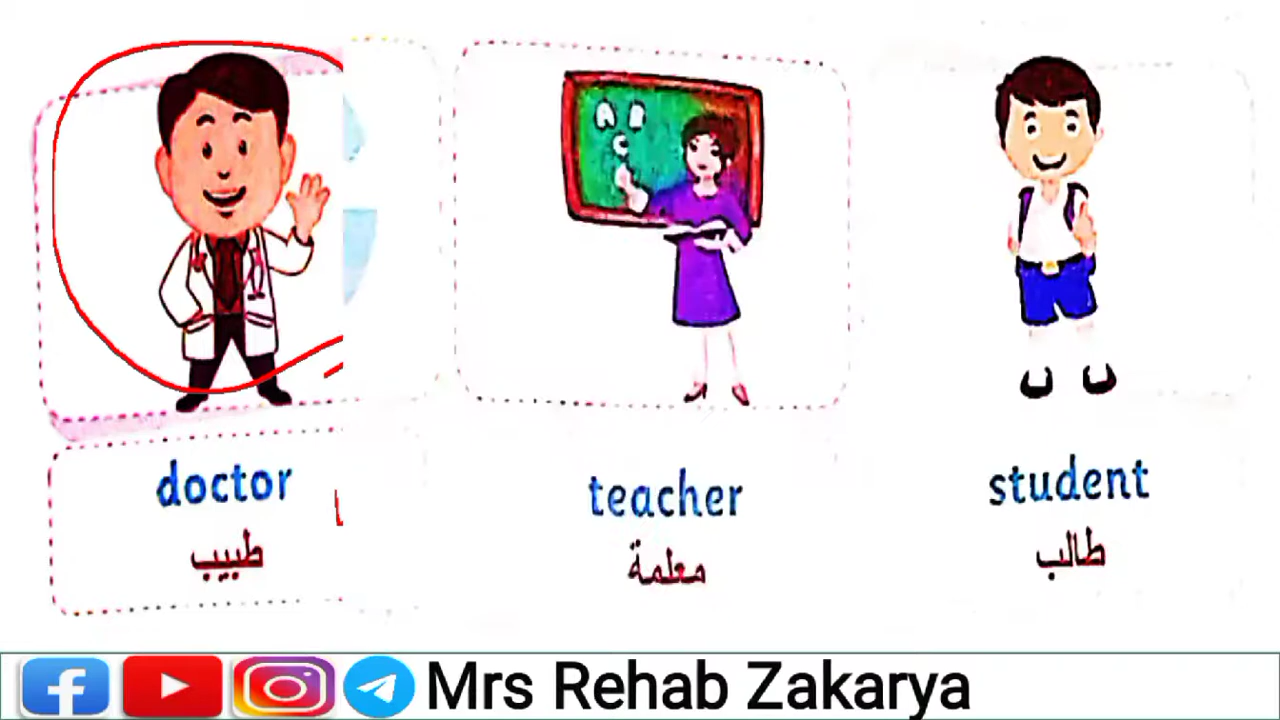 A B
C
doctor
طبيب
teacher
معلمة
student
طالب
Mrs Rehab Zakarya